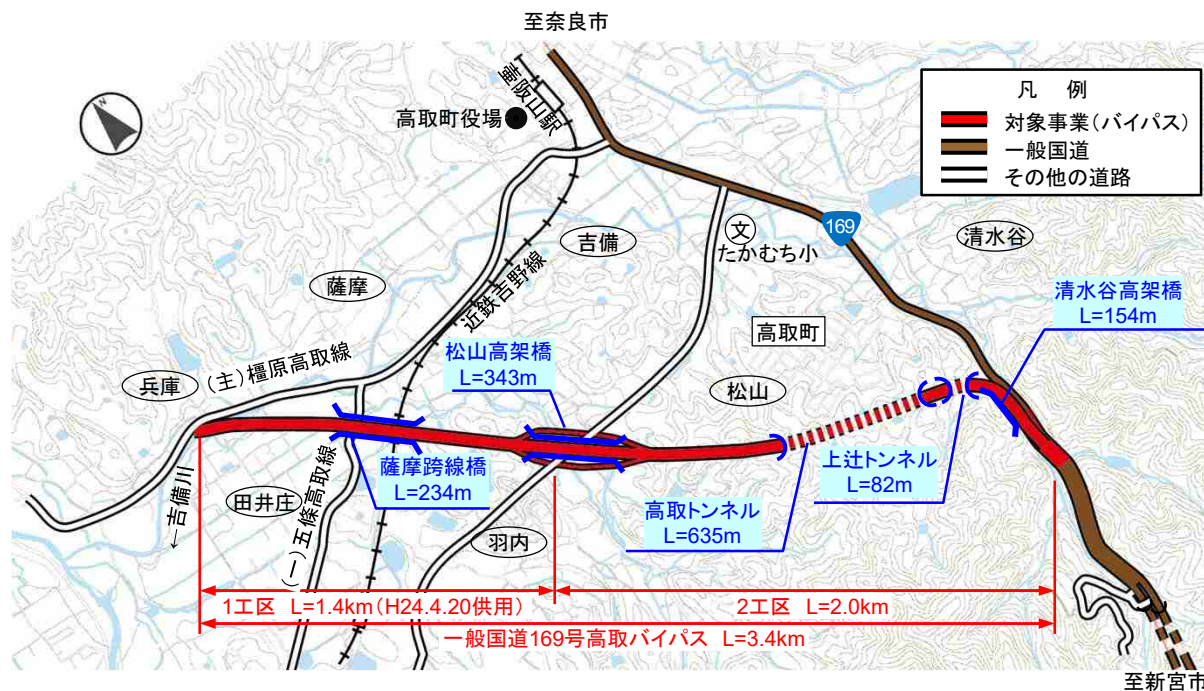 至奈良市
N
壷阪山駅
高取町役場
凡 例
対象事業(バイパス)
一般国道
その他の道路
169
文
たかむち小
清水谷
吉備
薩摩
近鉄吉野線
清水谷高架橋
L=154m
高取町
松山高架橋
L=343m
(主)橿原高取線
兵庫
松山
薩摩跨線橋
L=234m
上辻トンネル
L=82m
高取トンネル
L=635m
←吉備川
田井庄
(一)五條高取線
羽内
1工区 L=1.4km(H24.4.20供用)
2工区 L=2.0km
一般国道169号高取バイパス L=3.4km
至新宮市